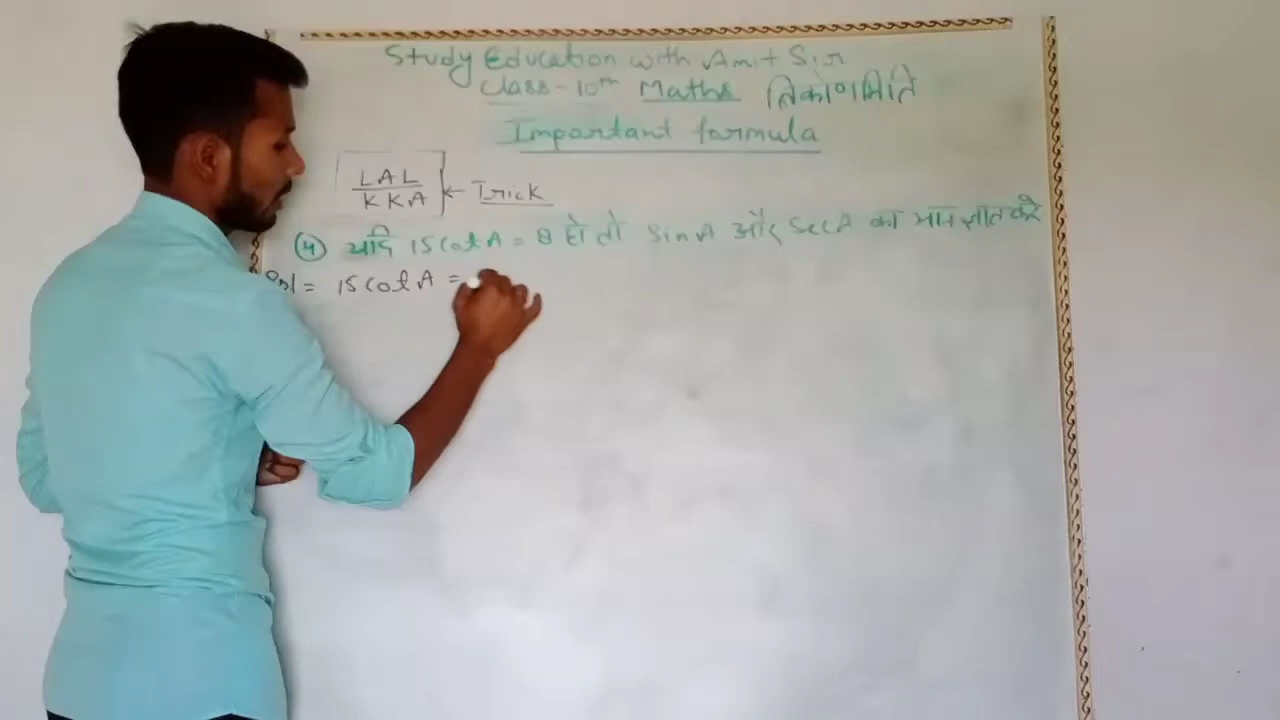 Study Education with Amit Sir
Class-10th Maths त्रिकोणमिति
Important formula
LAL
KKA
← Trick
(4) यदि 15 Cot A = 8 हो तो Sin A और Sec A का मान ज्ञात करे
Sol = 15 Cot A =